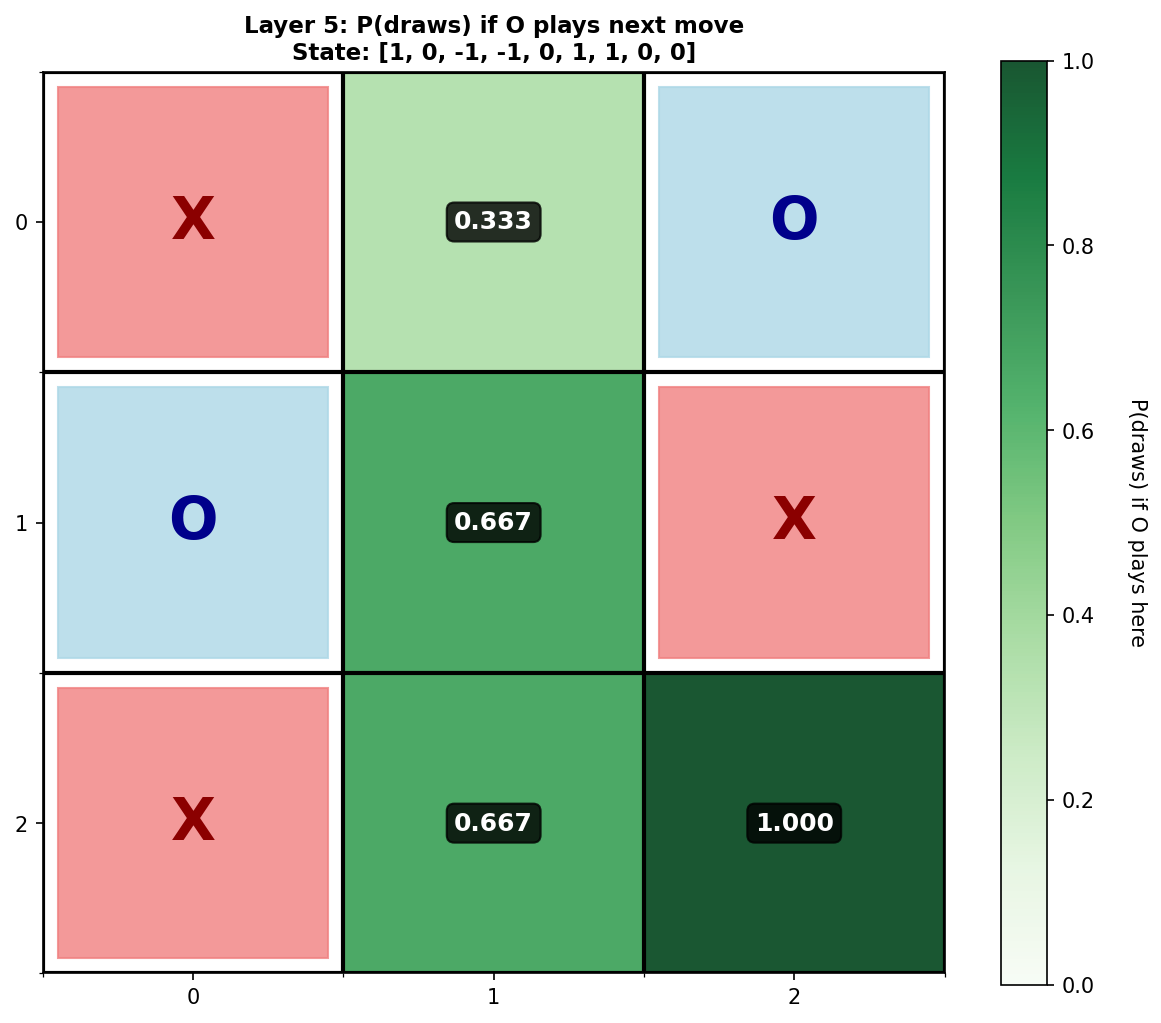 Layer 5: P(draws) if O plays next move
State: [1, 0, -1, -1, 0, 1, 1, 0, 0]
X
0.333
O
O
0.667
X
X
0.667
1.000
0
1
2
0
1
2
1.0
0.8
0.6
0.4
0.2
0.0
P(draws) if O plays here